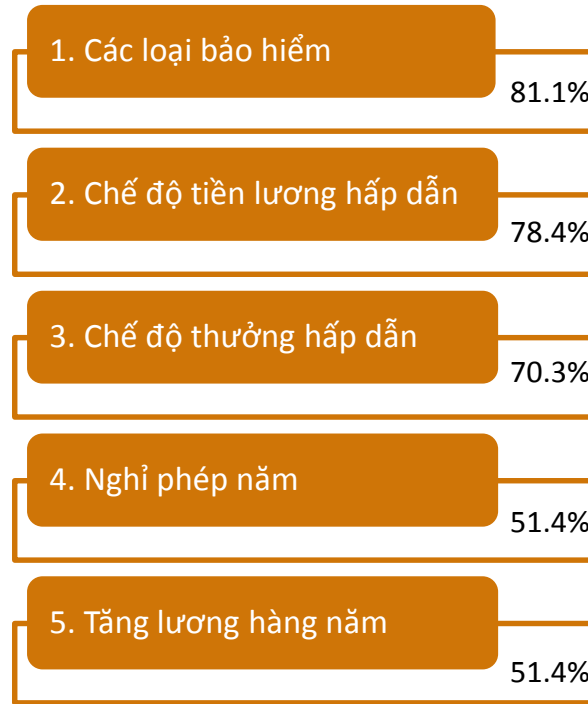 1. Các loại bảo hiểm
81.1%
2. Chế độ tiền lương hấp dẫn
78.4%
3. Chế độ thưởng hấp dẫn
70.3%
4. Nghỉ phép năm
51.4%
5. Tăng lương hàng năm
51.4%